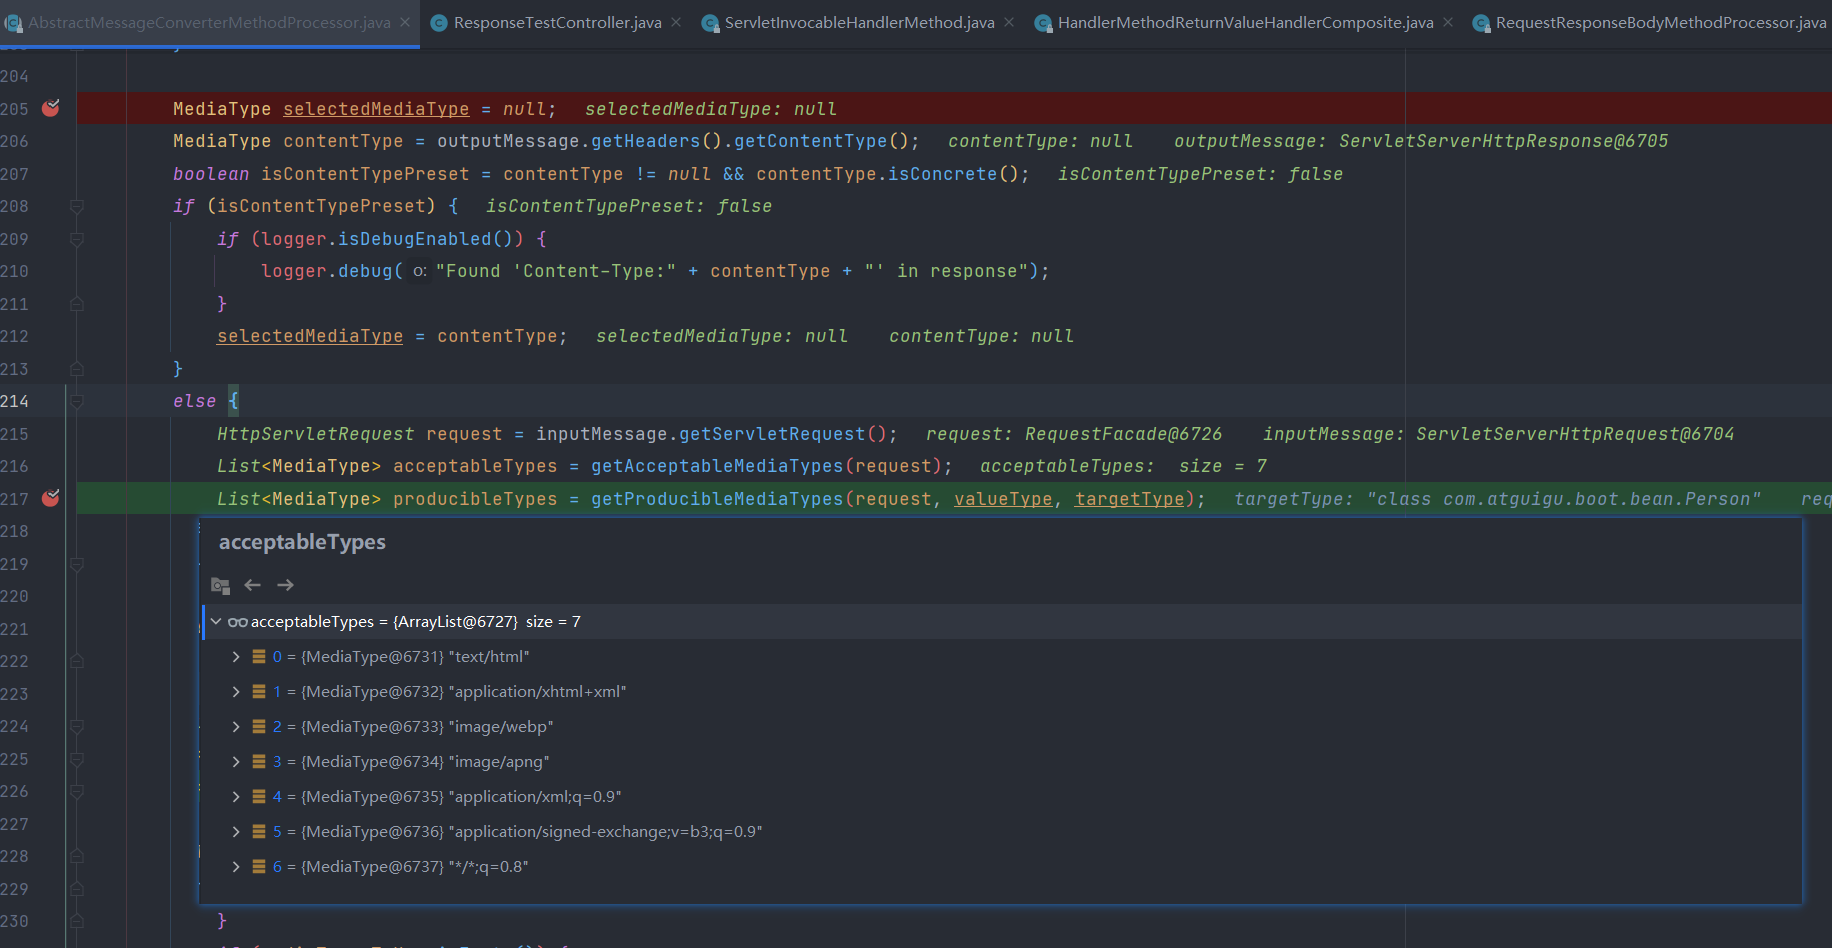 AbstractMessageConverterMethodProcessor.java ResponseTestController.java ServletInvocableHandlerMethod.java HandlerMethodReturnValueHandlerComposite.java RequestResponseBodyMethodProcessor.java
204
205 MediaType selectedMediaType = null; selectedMediaType: null
206 MediaType contentType = outputMessage.getHeaders().getContentType(); contentType: null outputMessage: ServletServerHttpResponse@6705
207 boolean isContentTypePreset = contentType != null && contentType.isConcrete(); isContentTypePreset: false
208 if (isContentTypePreset) { isContentTypePreset: false
209 if (logger.isDebugEnabled()) {
210 logger.debug( o: "Found 'Content-Type:" + contentType + "' in response");
211 }
212 selectedMediaType = contentType; selectedMediaType: null contentType: null
213 }
214 else {
215 HttpServletRequest request = inputMessage.getServletRequest(); request: RequestFacade@6726 inputMessage: ServletServerHttpRequest@6704
216 List<MediaType> acceptableTypes = getAcceptableMediaTypes(request); acceptableTypes: size = 7
217 List<MediaType> producibleTypes = getProducibleMediaTypes(request, valueType, targetType); targetType: "class com.atguigu.boot.bean.Person" req
218
acceptableTypes
219
220
221 acceptableTypes = {ArrayList@6727} size = 7
222 0 = {MediaType@6731} "text/html"
223 1 = {MediaType@6732} "application/xhtml+xml"
224 2 = {MediaType@6733} "image/webp"
225 3 = {MediaType@6734} "image/apng"
226 4 = {MediaType@6735} "application/xml;q=0.9"
227 5 = {MediaType@6736} "application/signed-exchange;v=b3;q=0.9"
228 6 = {MediaType@6737} "*/*;q=0.8"
229
230 }